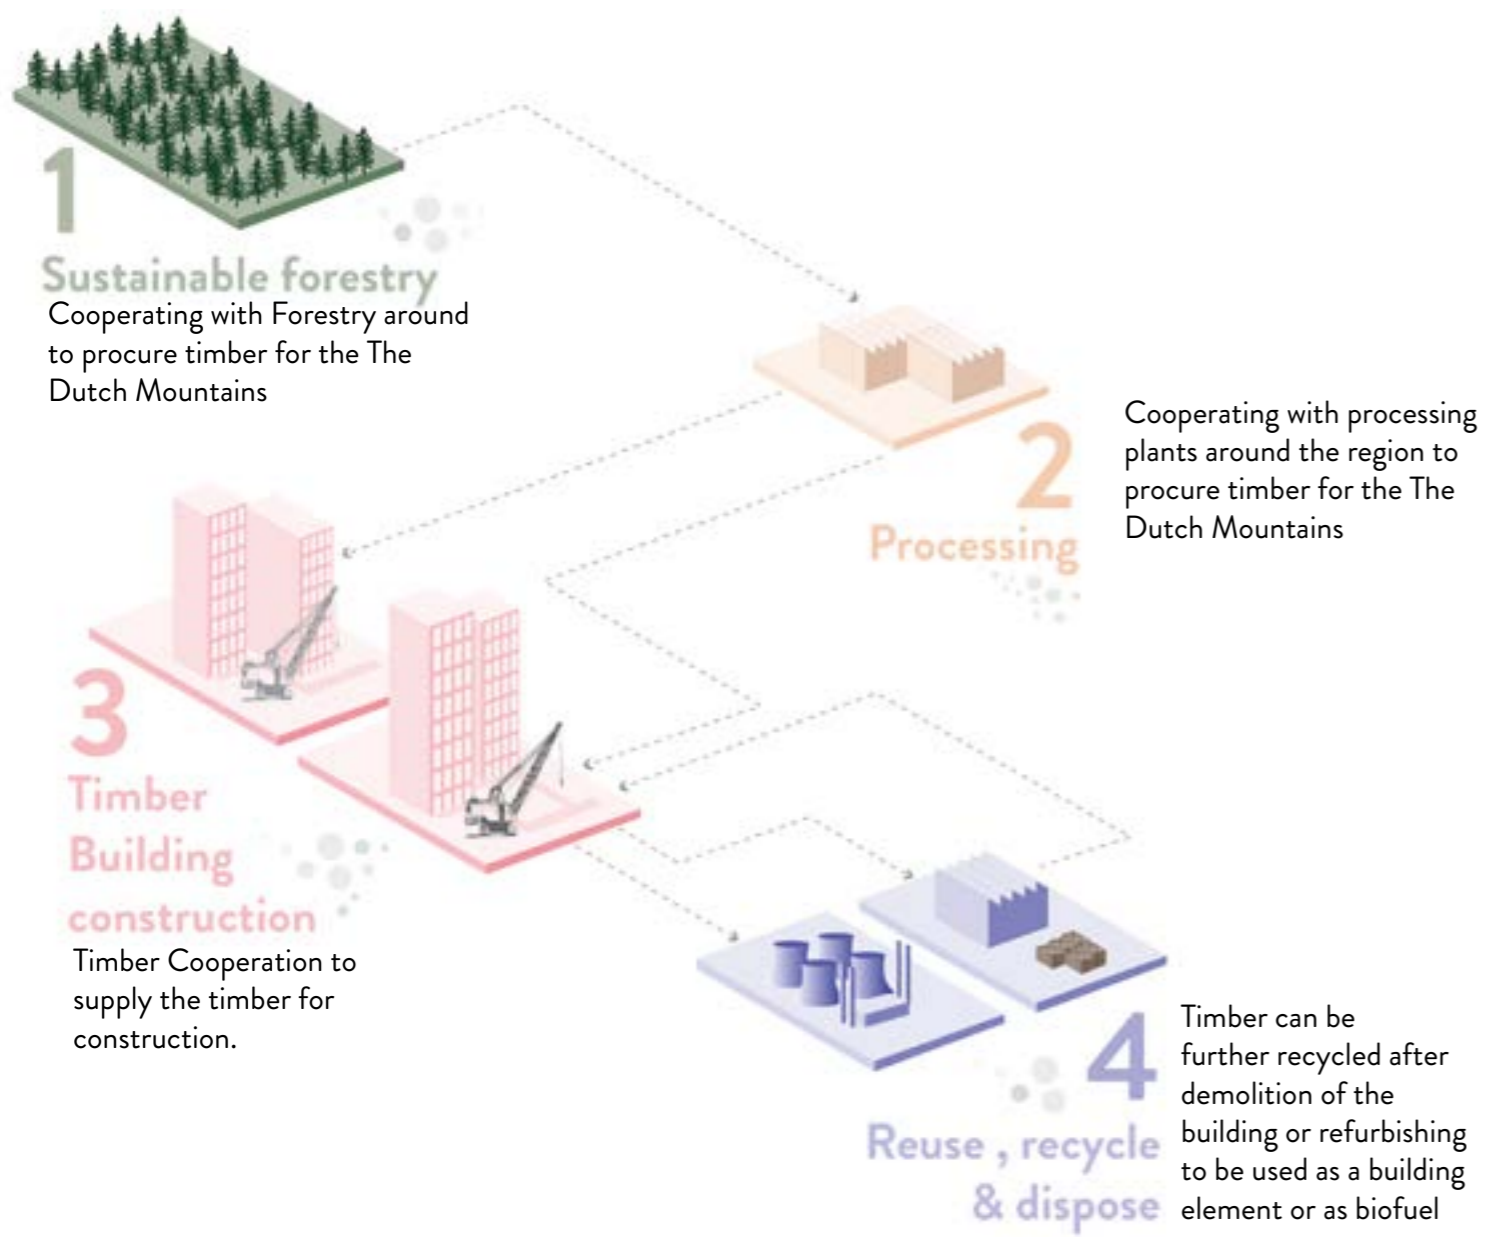 1
Sustainable forestry
Cooperating with Forestry around
to procure timber for the The
Dutch Mountains
2
Processing
Cooperating with processing
plants around the region to
procure timber for the The
Dutch Mountains
3
Timber
Building
construction
Timber Cooperation to
supply the timber for
construction.
4
Reuse , recycle
& dispose
Timber can be
further recycled after
demolition of the
building or refurbishing
to be used as a building
element or as biofuel